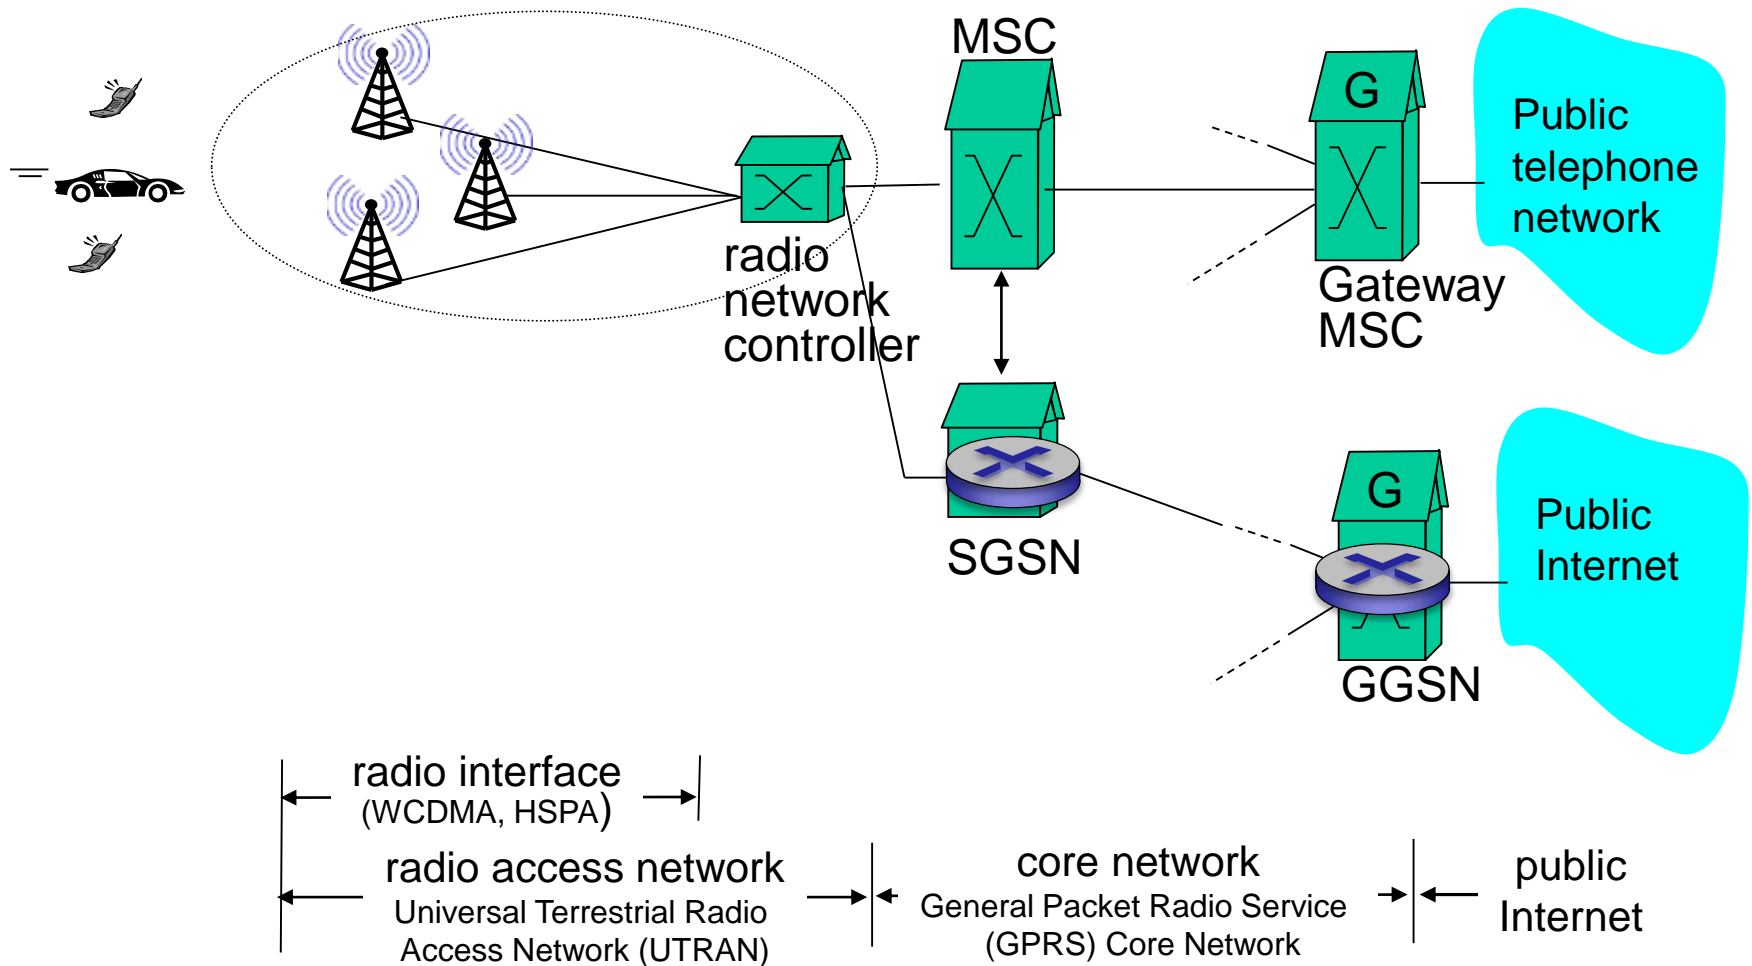 MSC
G
Public
telephone
network
radio
network
controller
Gateway
MSC
G
Public
Internet
SGSN
GGSN
radio interface
(WCDMA, HSPA)
radio access network
Universal Terrestrial Radio
Access Network (UTRAN)
core network
General Packet Radio Service
(GPRS) Core Network
public
Internet